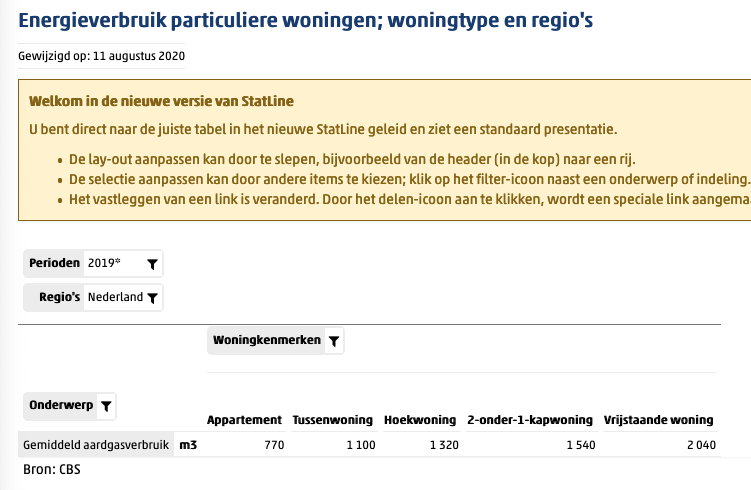 Energieverbruik particuliere woningen; woningtype en regio's
Gewijzigd op: 11 augustus 2020
Welkom in de nieuwe versie van StatLine
U bent direct naar de juiste tabel in het nieuwe StatLine geleid en ziet een standaard presentatie.
• De lay-out aanpassen kan door te slepen, bijvoorbeeld van de header (in de kop) naar een rij.
• De selectie aanpassen kan door andere items te kiezen; klik op het filter-icoon naast een onderwerp of indeling.
• Het vastleggen van een link is veranderd. Door het delen-icoon aan te klikken, wordt een speciale link aangema
Perioden 2019*
Regio's Nederland
Woningkenmerken
Onderwerp
Appartement Tussenwoning Hoekwoning 2-onder-1-kapwoning Vrijstaande woning
Gemiddeld aardgasverbruik m3 770 1 100 1 320 1 540 2 040
Bron: CBS